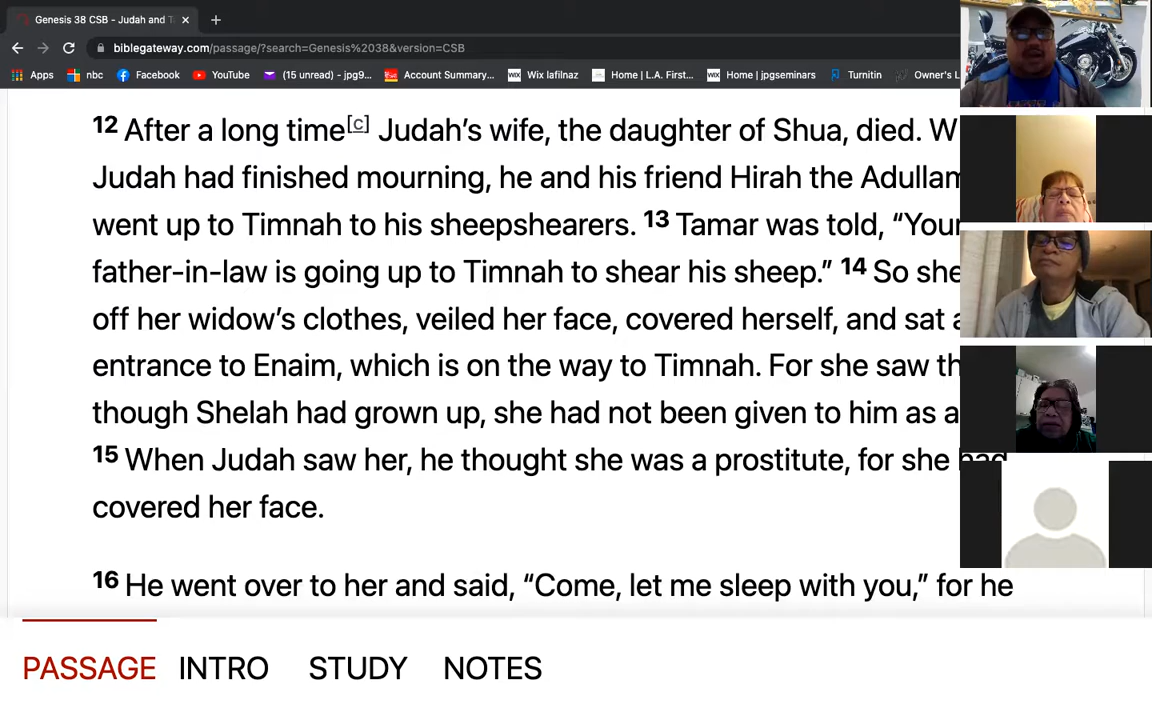 Genesis 38 CSB - Judah and T
biblegateway.com/passage/?search=Genesis%2038&version=CSB
Apps nbc Facebook YouTube (15 unread) - jpg9... Account Summary... WIX Wix lafilnaz Home | L.A. First... WIX Home | jpgseminars Turnitin Owner's L
12 After a long time[c] Judah’s wife, the daughter of Shua, died. W
Judah had finished mourning, he and his friend Hirah the Adullam
went up to Timnah to his sheepshearers. 13 Tamar was told, “Your
father-in-law is going up to Timnah to shear his sheep.” 14 So she
off her widow’s clothes, veiled her face, covered herself, and sat a
entrance to Enaim, which is on the way to Timnah. For she saw th
though Shelah had grown up, she had not been given to him as a
15 When Judah saw her, he thought she was a prostitute, for she had
covered her face.
16 He went over to her and said, “Come, let me sleep with you,” for he
PASSAGE INTRO STUDY NOTES